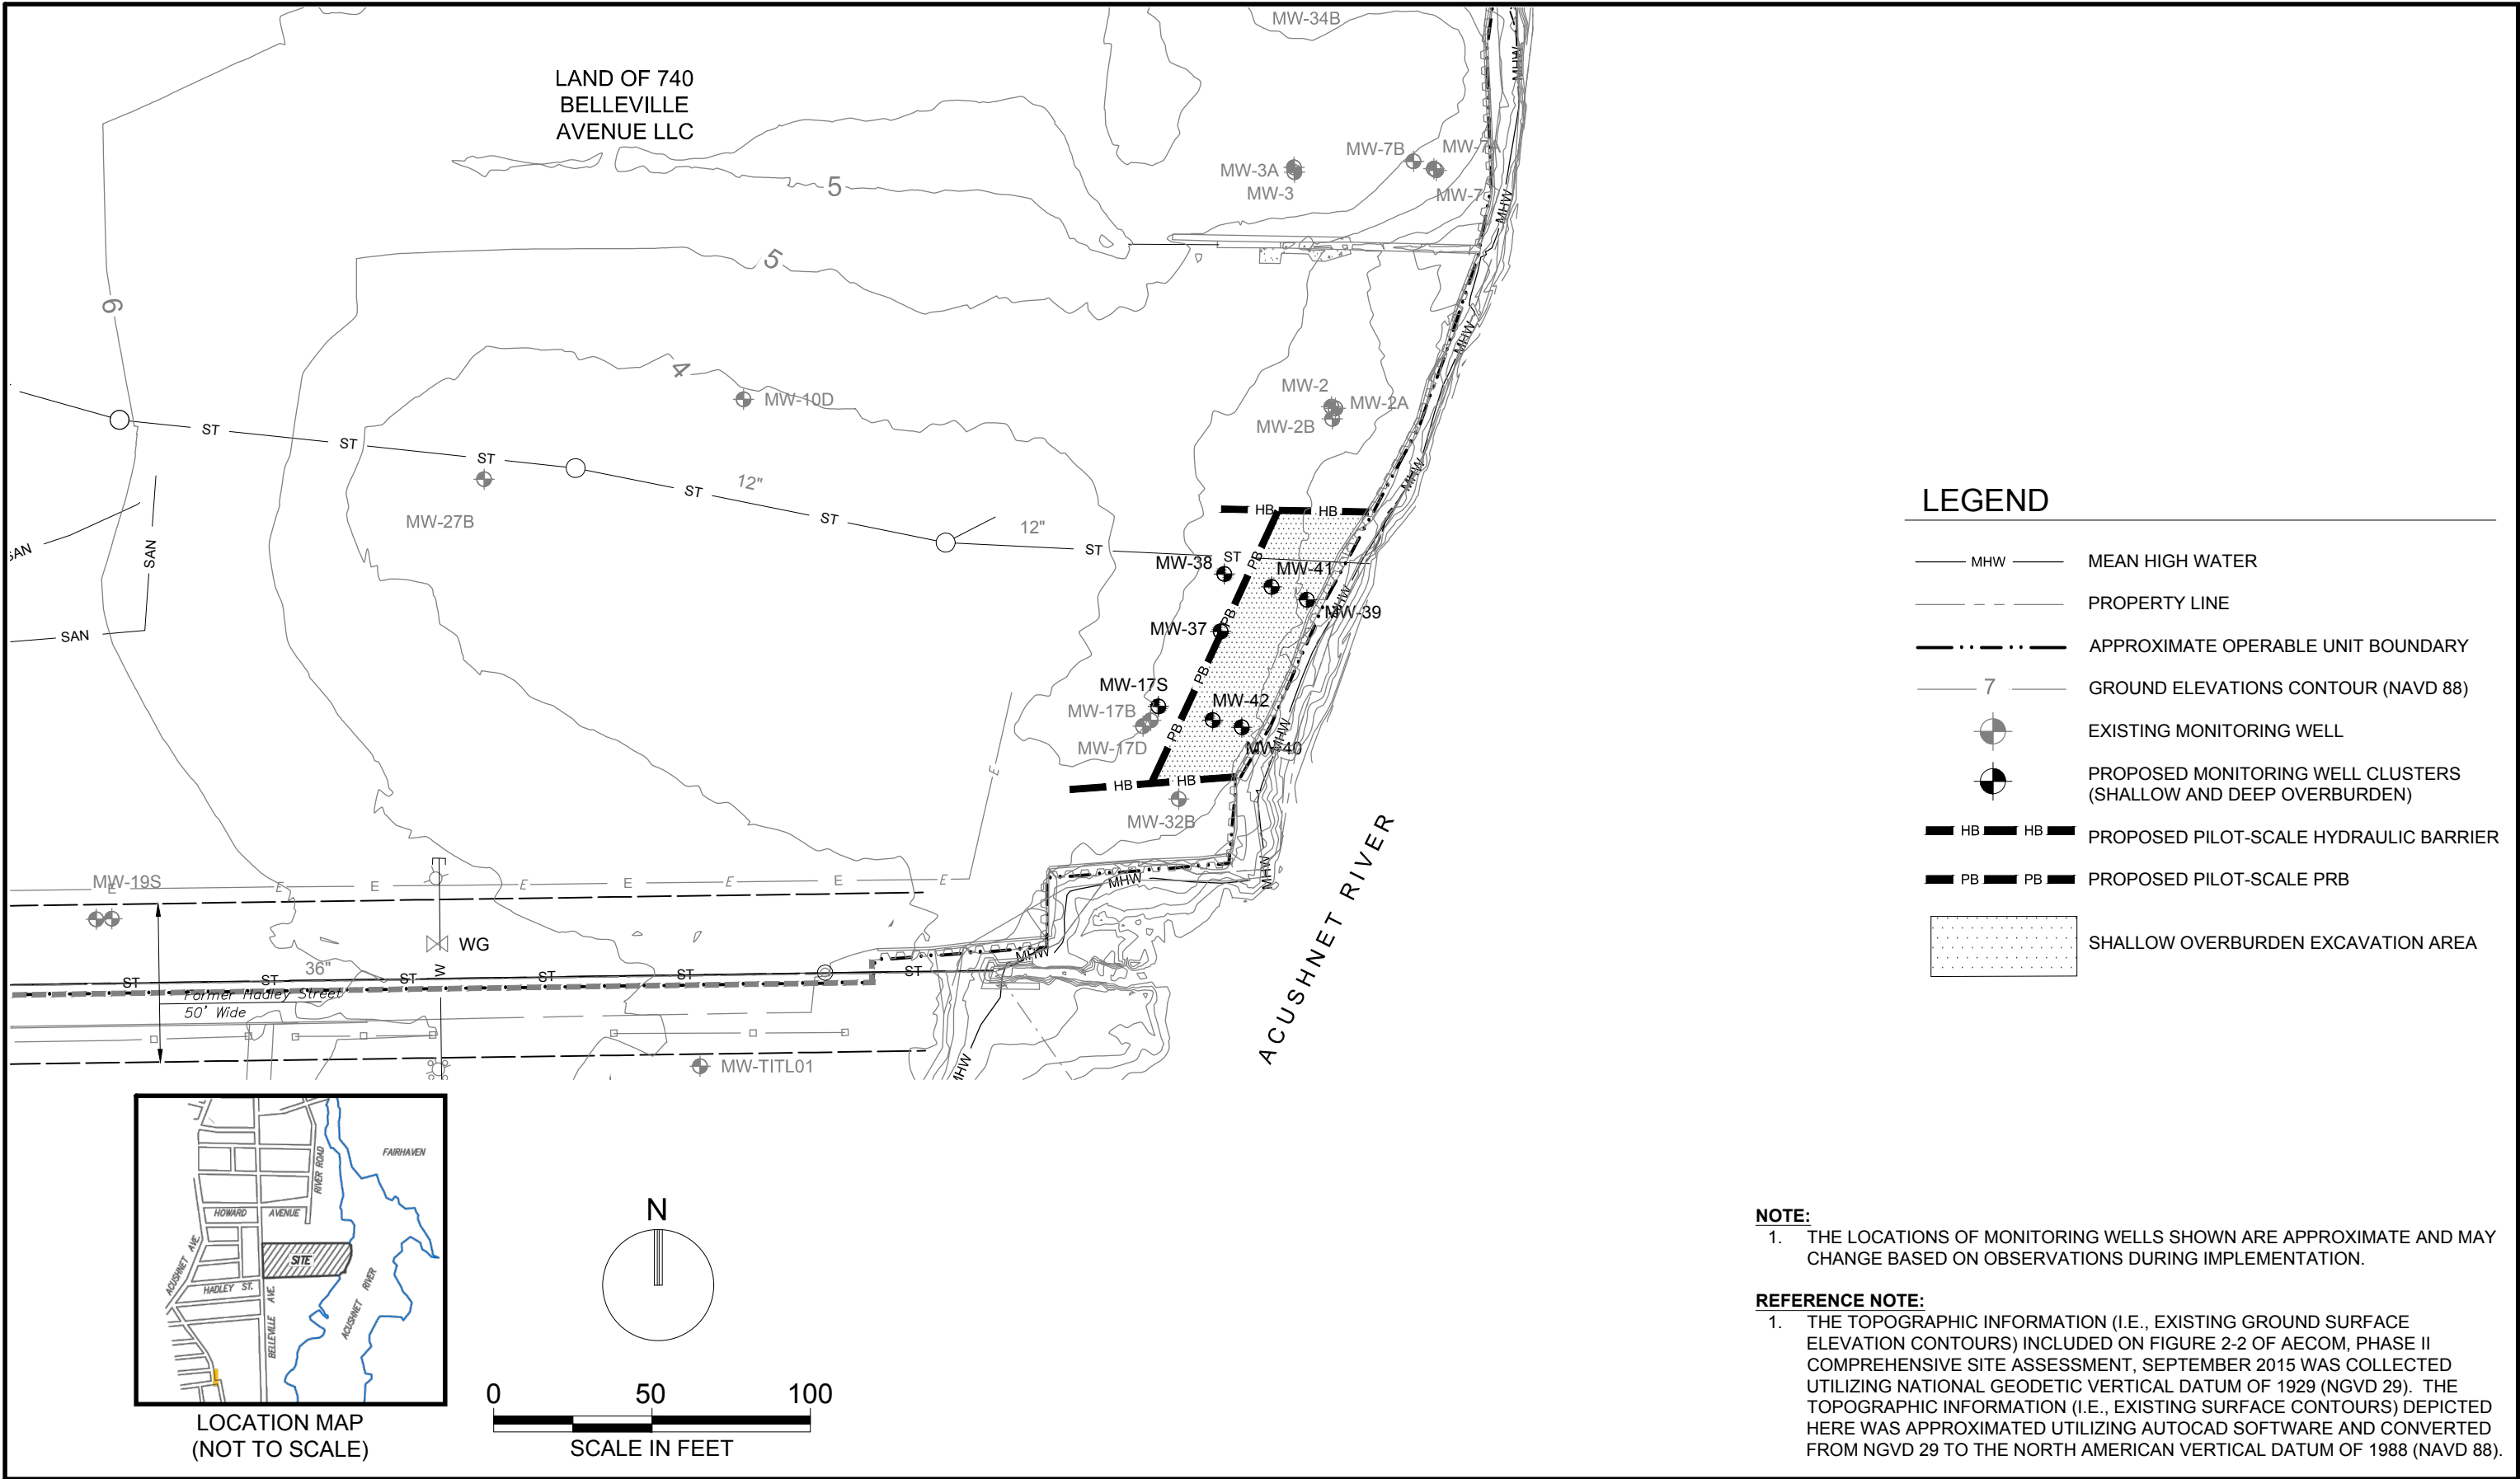 MW-34B
MHW
LAND OF 740
BELLEVILLE
AVENUE LLC
MW-7B
MW-7A
MW-3A
MW-3
MW-7
5
MHW
5
6
MHW
4
MW-10D
MW-2
MW-2A
MW-2B
ST
ST
ST
12"
ST
MHW
MW-27B
ST
12"
HB
HB
SAN
SAN
ST
ST
PB
MW-38
MW-41
MHW
MW-39
PB
MW-37
SAN
PB
MW-17S
MW-17B
MW-42
PB
MHW
MW-17D
MW-40
E
HB
HB
MW-32B
ACUSHNET RIVER
MW-19S
E
E
E
E
E
E
E
E
MHW
MHW
WG
W
MHW
36"
ST
ST
ST
ST
ST
ST
Former Hadley Street
50' Wide
MW-TITL01
MHW
LEGEND
MHW MEAN HIGH WATER
PROPERTY LINE
APPROXIMATE OPERABLE UNIT BOUNDARY
7 GROUND ELEVATIONS CONTOUR (NAVD 88)
EXISTING MONITORING WELL
PROPOSED MONITORING WELL CLUSTERS
(SHALLOW AND DEEP OVERBURDEN)
HB HB PROPOSED PILOT-SCALE HYDRAULIC BARRIER
PB PB PROPOSED PILOT-SCALE PRB
SHALLOW OVERBURDEN EXCAVATION AREA
FAIRHAVEN
RIVER ROAD
HOWARD AVENUE
ACUSHNET AVE.
SITE
HADLEY ST.
BELLEVILLE AVE.
ACUSHNET RIVER
LOCATION MAP
(NOT TO SCALE)
N
0 50 100
SCALE IN FEET
NOTE:
1. THE LOCATIONS OF MONITORING WELLS SHOWN ARE APPROXIMATE AND MAY
CHANGE BASED ON OBSERVATIONS DURING IMPLEMENTATION.
REFERENCE NOTE:
1. THE TOPOGRAPHIC INFORMATION (I.E., EXISTING GROUND SURFACE
ELEVATION CONTOURS) INCLUDED ON FIGURE 2-2 OF AECOM, PHASE II
COMPREHENSIVE SITE ASSESSMENT, SEPTEMBER 2015 WAS COLLECTED
UTILIZING NATIONAL GEODETIC VERTICAL DATUM OF 1929 (NGVD 29). THE
TOPOGRAPHIC INFORMATION (I.E., EXISTING SURFACE CONTOURS) DEPICTED
HERE WAS APPROXIMATED UTILIZING AUTOCAD SOFTWARE AND CONVERTED
FROM NGVD 29 TO THE NORTH AMERICAN VERTICAL DATUM OF 1988 (NAVD 88).